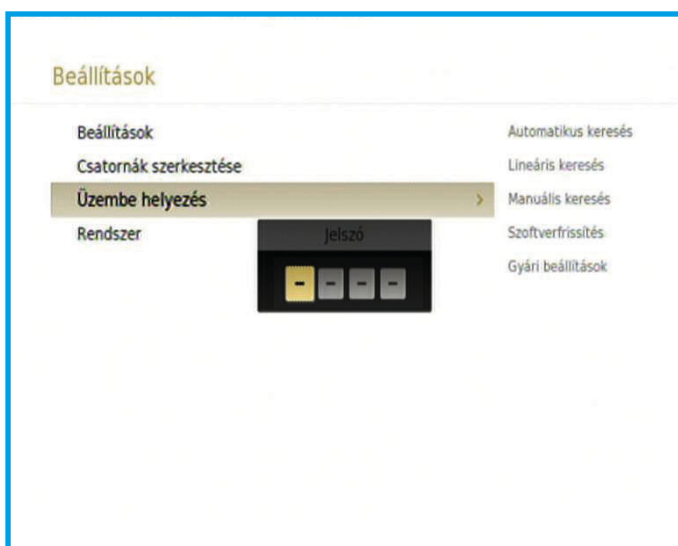 Beállítások
Beállítások
Csatornák szerkesztése
Üzembe helyezés >
Rendszer
Jelszó
- - - -
Automatikus keresés
Lineáris keresés
Manuális keresés
Szoftverfrissítés
Gyári beállítások